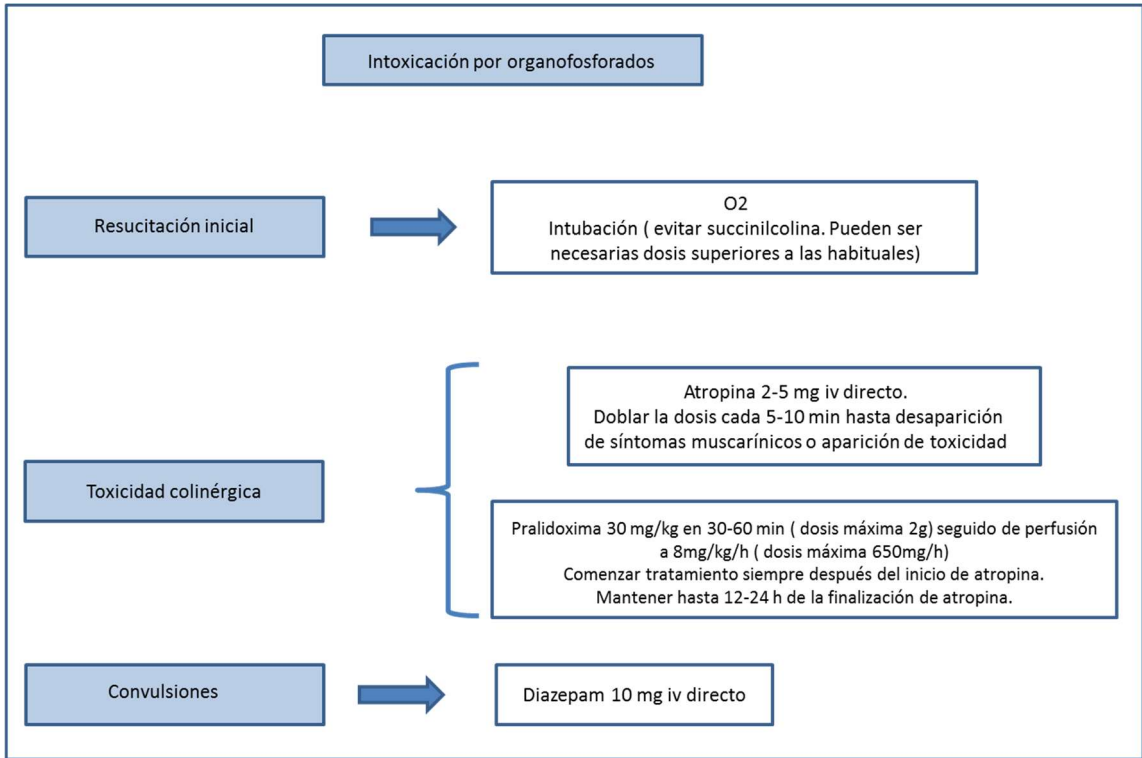 Intoxicación por organofosforados
Resucitación inicial
O2
Intubación ( evitar succinilcolina. Pueden ser
necesarias dosis superiores a las habituales)
Toxicidad colinérgica
Atropina 2-5 mg iv directo.
Doblar la dosis cada 5-10 min hasta desaparición
de síntomas muscarínicos o aparición de toxicidad
Pralidoxima 30 mg/kg en 30-60 min ( dosis máxima 2g) seguido de perfusión
a 8mg/kg/h ( dosis máxima 650mg/h)
Comenzar tratamiento siempre después del inicio de atropina.
Mantener hasta 12-24 h de la finalización de atropina.
Convulsiones
Diazepam 10 mg iv directo